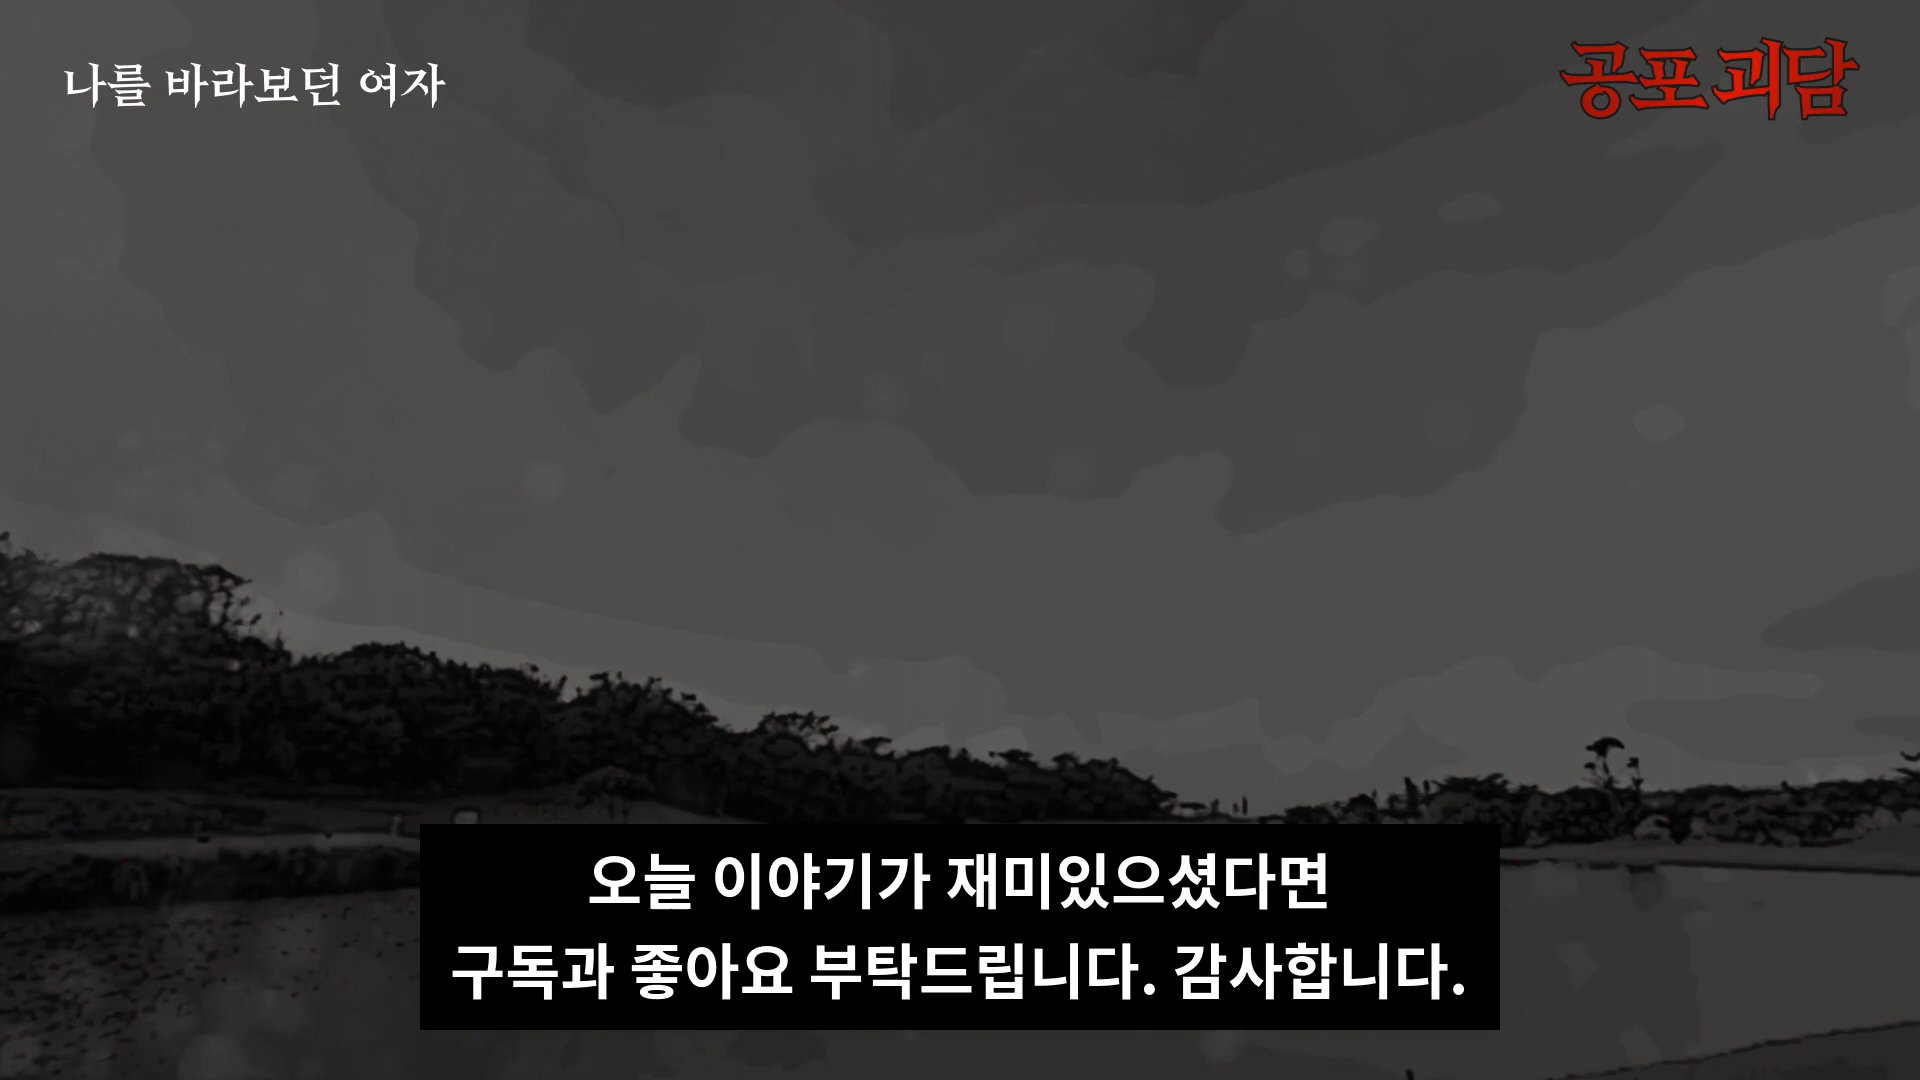 나를 바라보던 여자
공포 괴담
오늘 이야기가 재미있으셨다면
구독과 좋아요 부탁드립니다. 감사합니다.